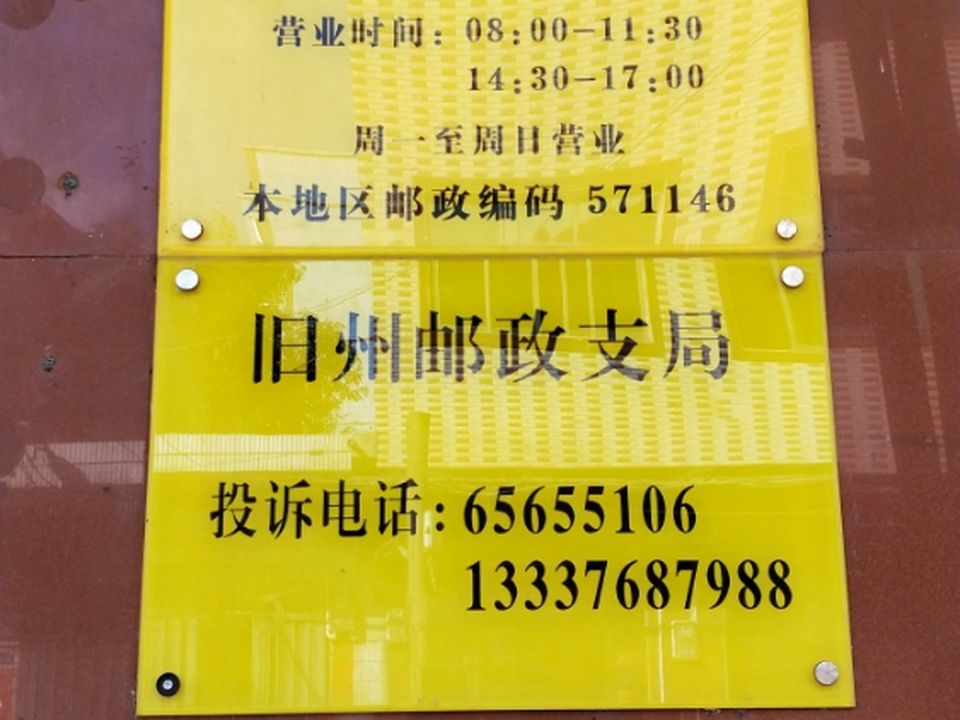 营业时间：08:00-11:30
14:30-17:00
周一至周日营业
本地区邮政编码 571146
旧州邮政支局
投诉电话:65655106
13337687988